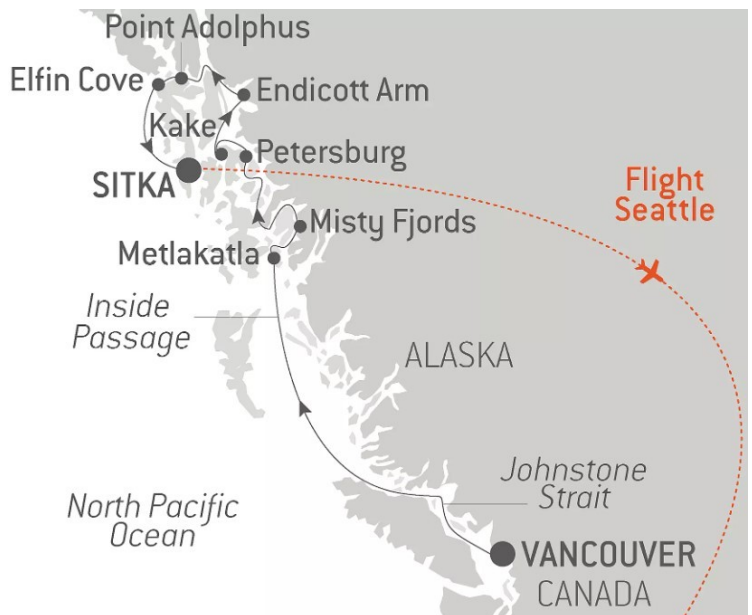 Point Adolphus
Elfin Cove
Endicott Arm
Kake
Petersburg
SITKA
Flight
Seattle
Misty Fjords
Metlakatla
Inside
Passage
ALASKA
Johnstone
Strait
North Pacific
Ocean
VANCOUVER
CANADA